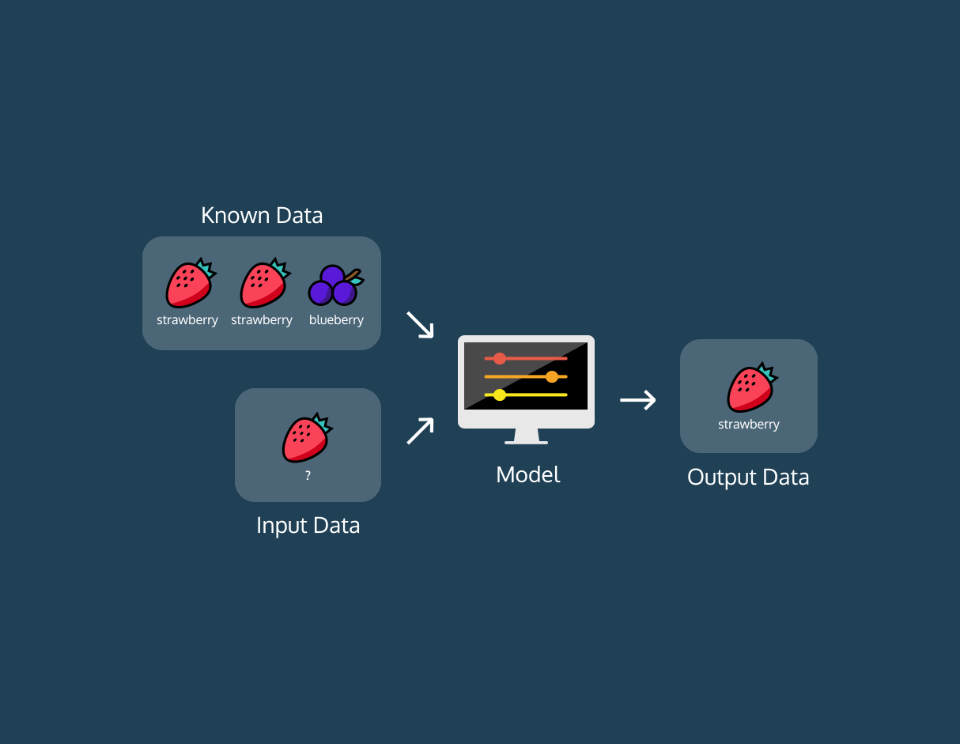 Known Data
strawberry strawberry blueberry
?
Input Data
Model
strawberry
Output Data